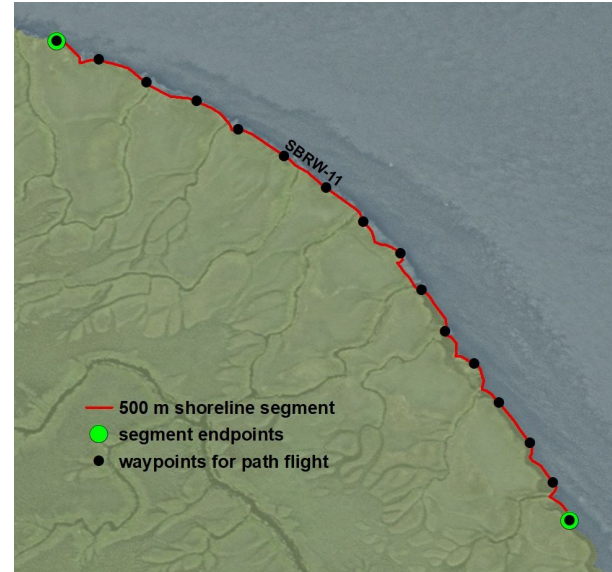 SBRW-11
500 m shoreline segment
segment endpoints
waypoints for path flight